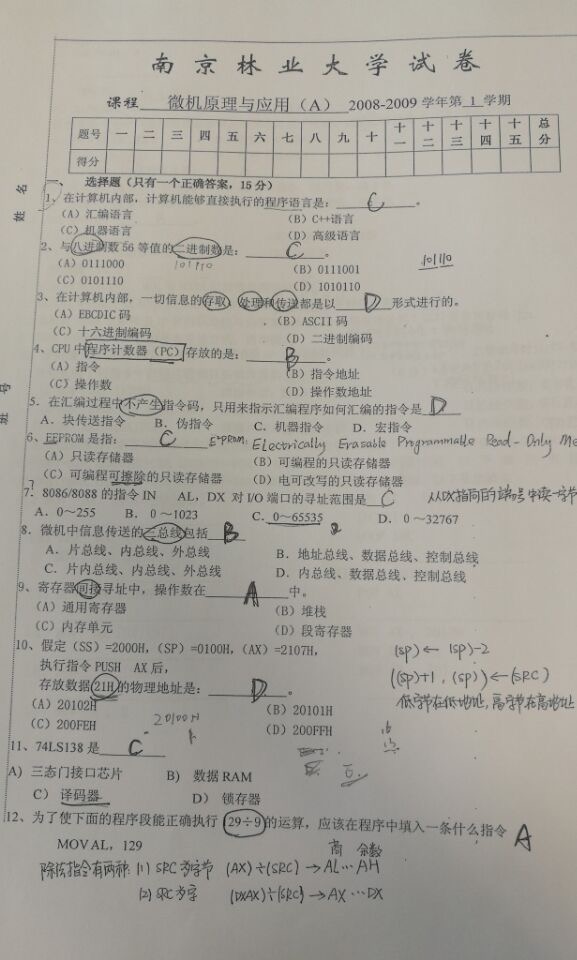 南京林业大学试卷
课程 微机原理与应用(A) 2008-2009 学年第 1 学期
题号 一 二 三 四 五 六 七 八 九 十 十一 十二 十三 十四 十五 总分
得分
姓 名
一、 选择题(只有一个正确答案,15 分)
1、在计算机内部,计算机能够直接执行的程序语言是: C 。
(A) 汇编语言 (B) C++语言
(C) 机器语言 (D) 高级语言
2、与八进制数 56 等值的二进制数是: C 。 101110
(A) 0111000 101110 (B) 0111001
(C) 0101110 (D) 1010110
3、在计算机内部,一切信息的存取、处理和传送都是以 D 形式进行的。
(A) EBCDIC 码 (B) ASCII 码
(C) 十六进制编码 (D) 二进制编码
4、CPU 中程序计数器(PC)存放的是: B 。
(A) 指令 (B) 指令地址
(C) 操作数 (D) 操作数地址
号
班
5、在汇编过程中不产生指令码,只用来指示汇编程序如何汇编的指令是 D
A. 块传送指令 B. 伪指令 C. 机器指令 D. 宏指令
6、EEPROM 是指: C E²PROM: Electrically Erasable Programmable Read-Only Me
(A) 只读存储器 (B) 可编程的只读存储器
(C) 可编程可擦除的只读存储器 (D) 电可改写的只读存储器
?
7、8086/8088 的指令 IN AL,DX 对 I/O 端口的寻址范围是 C 从DX指向的端号中读一字节
A. 0~255 B. 0~1023 C. 0~65535 D. 0~32767
8. 微机中信息传送的三总线包括 B
A. 片总线、内总线、外总线 B. 地址总线、数据总线、控制总线
C. 片内总线、内总线、外总线 D. 内总线、数据总线、控制总线
9、寄存器间接寻址中,操作数在 A 中。
(A) 通用寄存器 (B) 堆栈
(C) 内存单元 (D) 段寄存器
10、假定(SS)=2000H,(SP)=0100H,(AX)=2107H, (SP)←(SP)-2
执行指令 PUSH AX 后, ((SP)+1,(SP))←(SRC)
存放数据 21H 的物理地址是: D 。 低字节在低地址,高字节在高地址
(A) 20102H (B) 20101H
(C) 200FEH 20100H (D) 200FFH
11、74LS138 是 C
A) 三态门接口芯片 B) 数据 RAM
C) 译码器 D) 锁存器
12、为了使下面的程序段能正确执行 29÷9 的运算,应该在程序中填入一条什么指令 A
MOV AL,129
除法指令有两种:(1) SRC为字节 (AX)÷(SRC)→AL…AH
(2) SRC为字 (DXAX)÷(SRC)→AX…DX